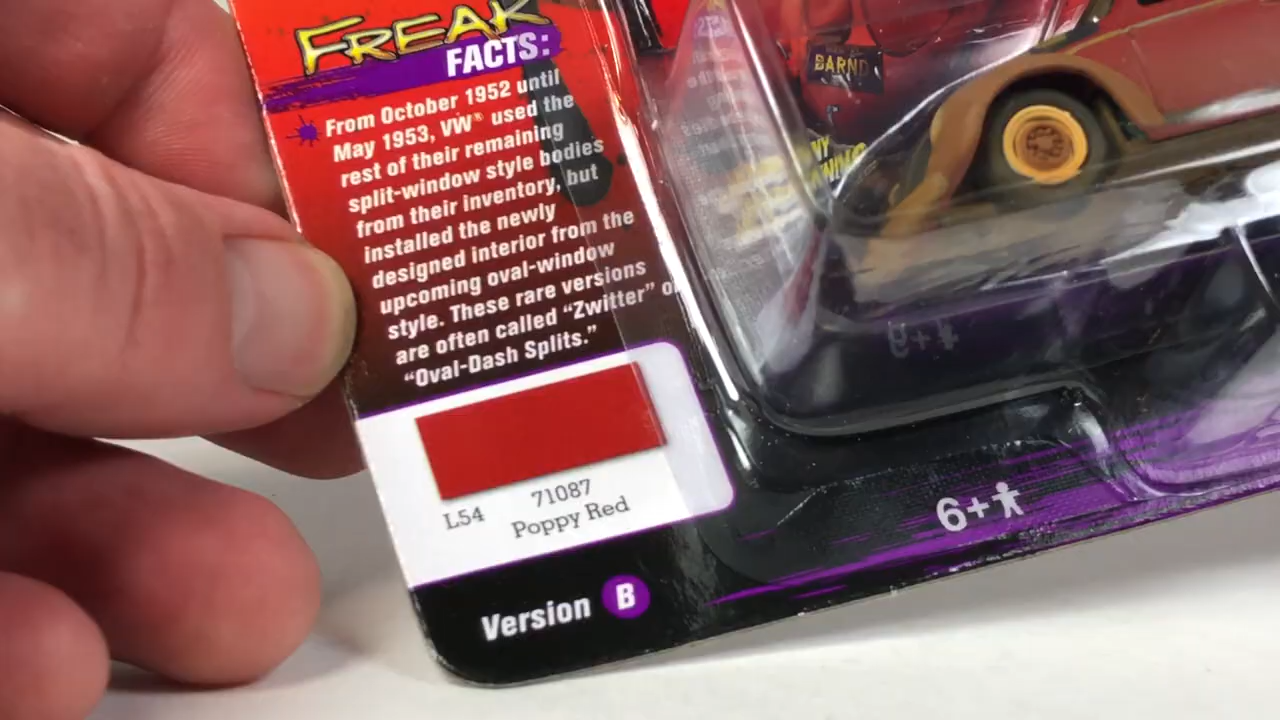 FREAK
FACTS:
From October 1952 until
May 1953, VW® used the
rest of their remaining
split-window style bodies
from their inventory, but
installed the newly
designed interior from the
upcoming oval-window
style. These rare versions
are often called “Zwitter” or
“Oval-Dash Splits.”
71087
L54 Poppy Red
Version B
BARND
6+
6+